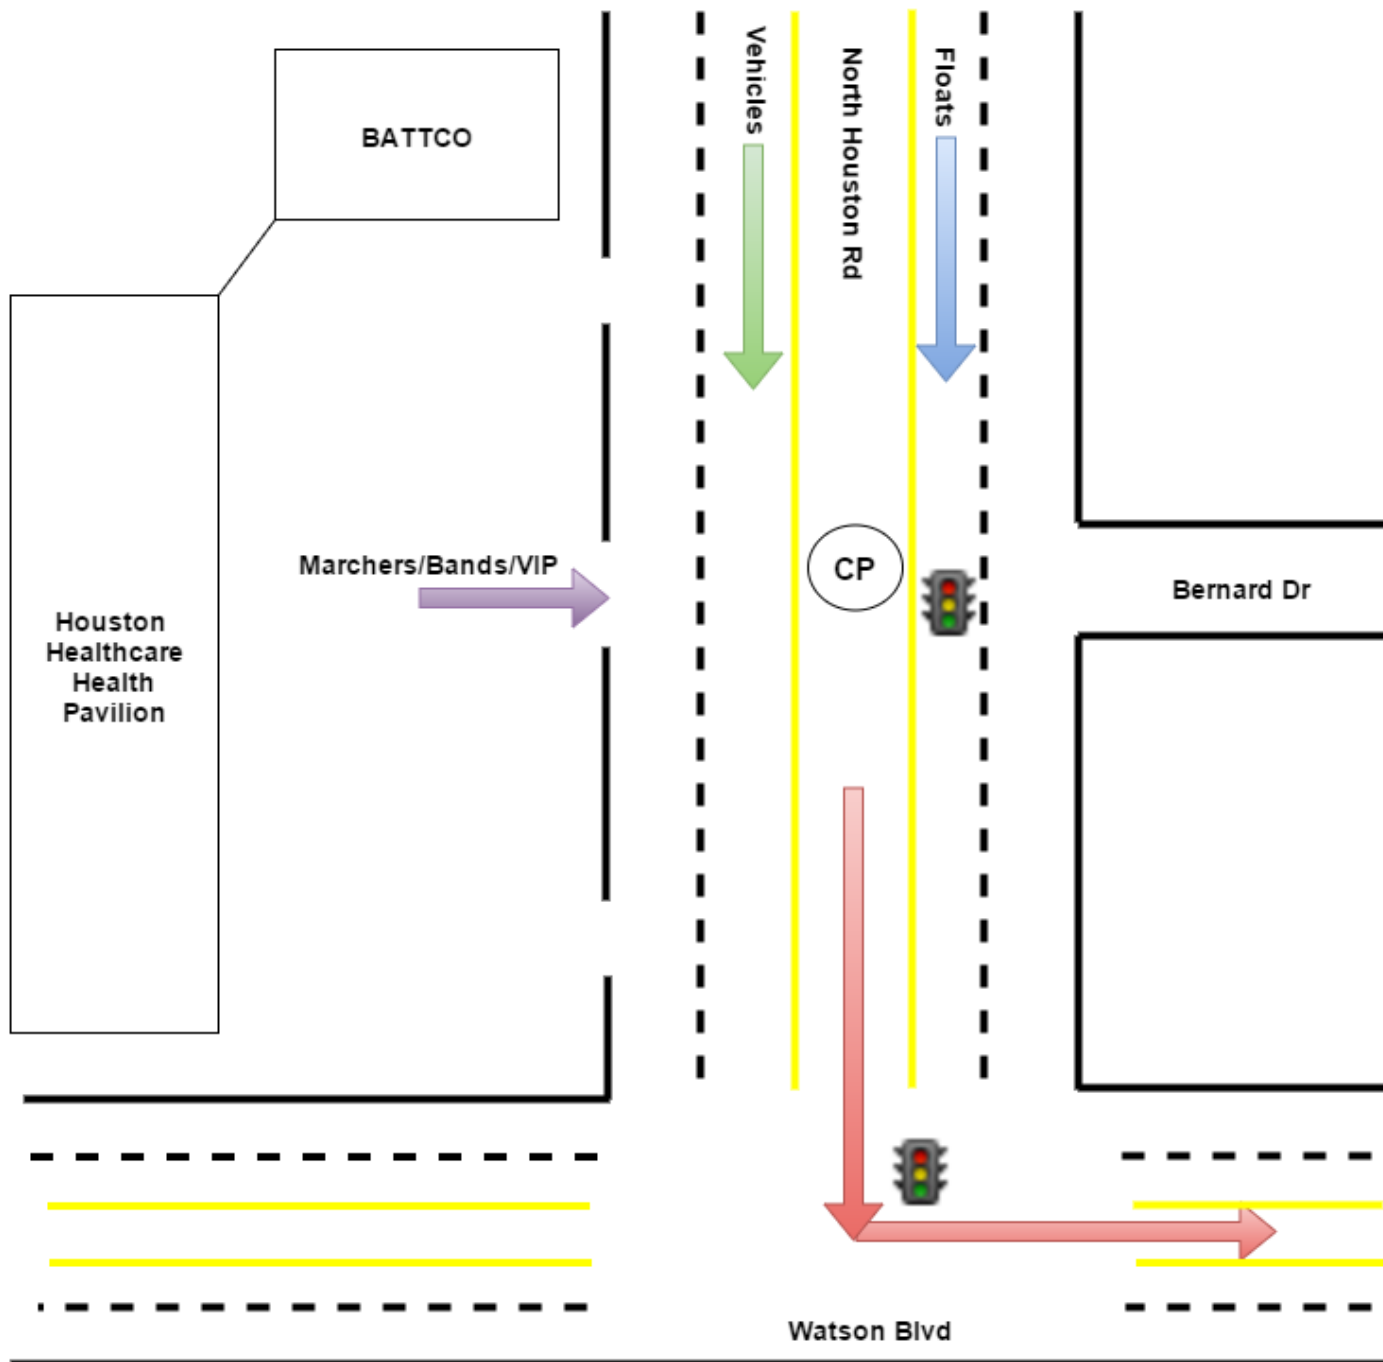 Vehicles
North Houston Rd
Floats
BATTCO
Marchers/Bands/VIP
CP
Bernard Dr
Houston
Healthcare
Health
Pavilion
Watson Blvd